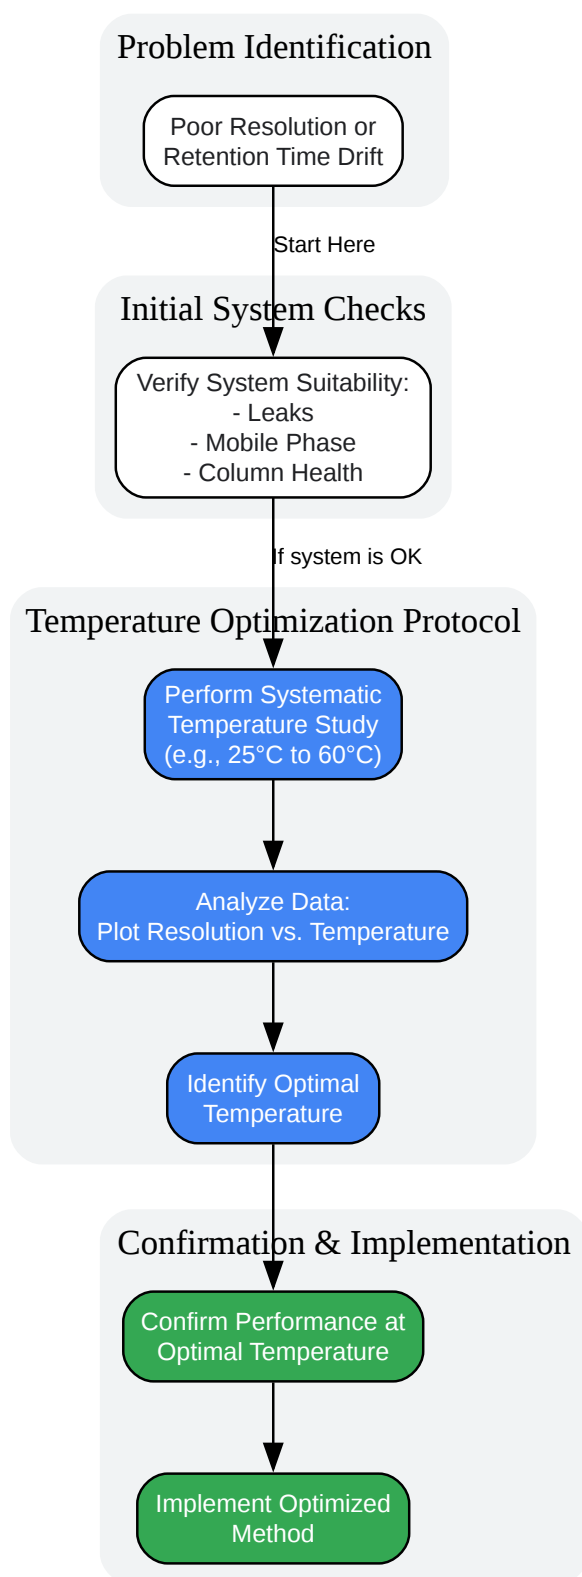 Problem Identification
Poor Resolution or
Retention Time Drift
Start Here
Initial System Checks
Verify System Suitability:
- Leaks
- Mobile Phase
- Column Health
If system is OK
Temperature Optimization Protocol
Perform Systematic
Temperature Study
(e.g., 25°C to 60°C)
Analyze Data:
Plot Resolution vs. Temperature
Identify Optimal
Temperature
Confirmation & Implementation
Confirm Performance at
Optimal Temperature
Implement Optimized
Method